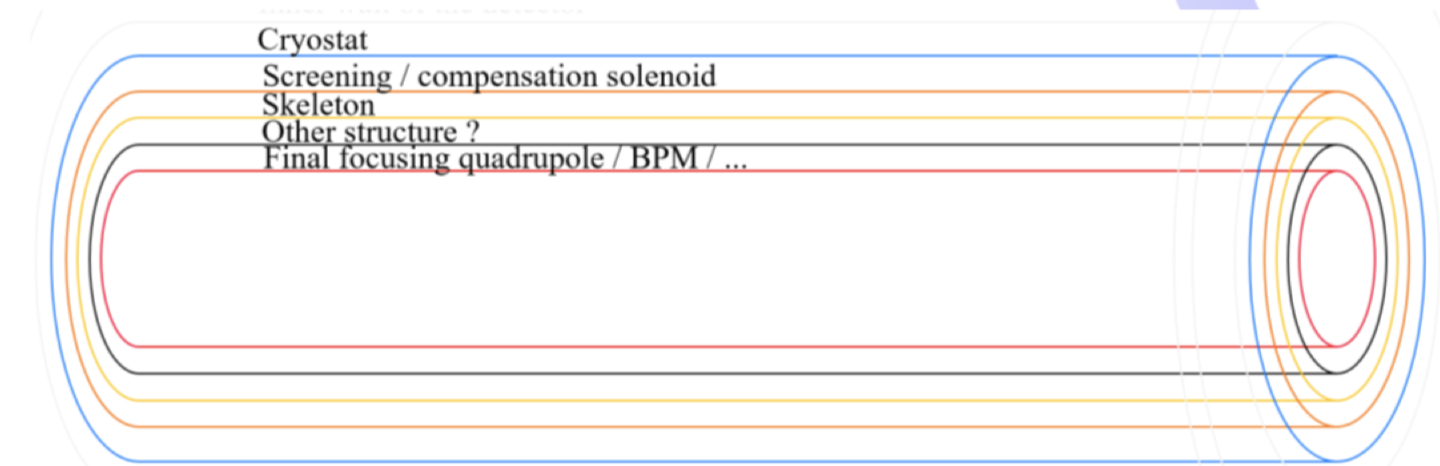 Cryostat
Screening / compensation solenoid
Skeleton
Other structure ?
Final focusing quadrupole / BPM / ...